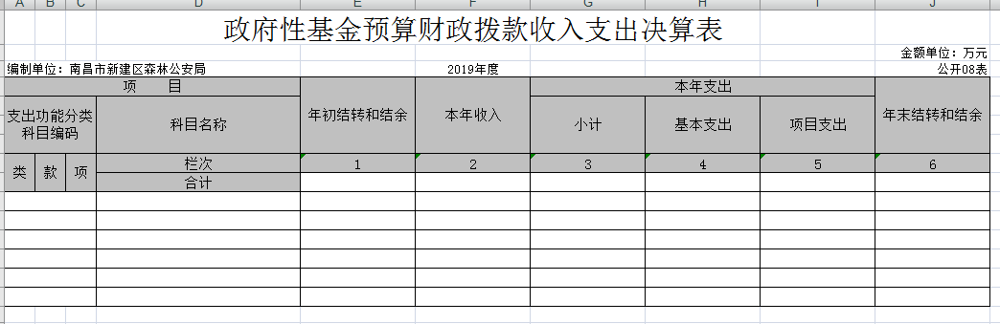 A B C D E F G H I J
政府性基金预算财政拨款收入支出决算表
金额单位：万元
编制单位：南昌市新建区森林公安局 2019年度 公开08表
项 目 年初结转和结余 本年收入 本年支出 年末结转和结余
支出功能分类
科目编码
科目名称 小计 基本支出 项目支出
类 款 项 栏次 1 2 3 4 5 6
合计